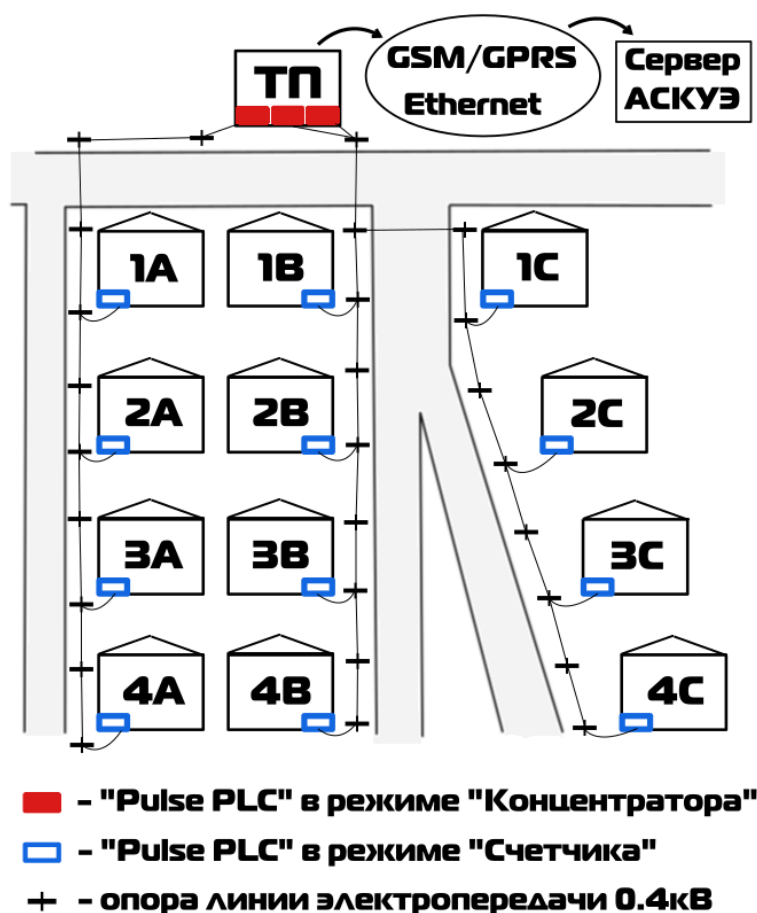 ТП
GSM/GPRS
Ethernet
Сервер
АСКУЭ
1A
1B
1C
2A
2B
2C
3A
3B
3C
4A
4B
4C
- "Pulse PLC" в режиме "Концентратора"
- "Pulse PLC" в режиме "Счетчика"
- опора линии электропередачи 0.4кВ